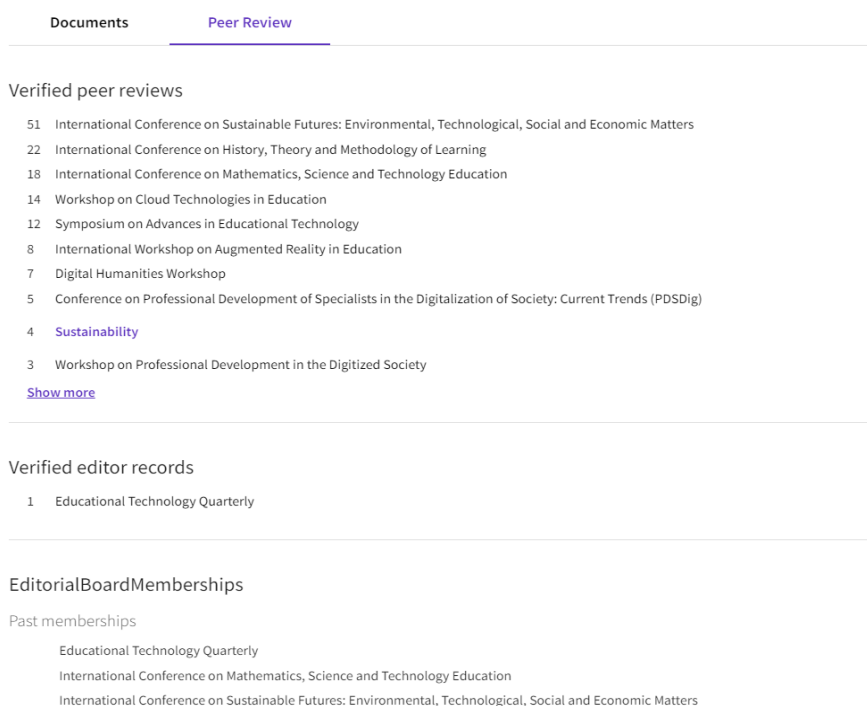 Documents Peer Review
Verified peer reviews
51 International Conference on Sustainable Futures: Environmental, Technological, Social and Economic Matters
22 International Conference on History, Theory and Methodology of Learning
18 International Conference on Mathematics, Science and Technology Education
14 Workshop on Cloud Technologies in Education
12 Symposium on Advances in Educational Technology
8 International Workshop on Augmented Reality in Education
7 Digital Humanities Workshop
5 Conference on Professional Development of Specialists in the Digitalization of Society: Current Trends (PDSDig)
4 Sustainability
3 Workshop on Professional Development in the Digitized Society
Show more
Verified editor records
1 Educational Technology Quarterly
EditorialBoardMemberships
Past memberships
Educational Technology Quarterly
International Conference on Mathematics, Science and Technology Education
International Conference on Sustainable Futures: Environmental, Technological, Social and Economic Matters